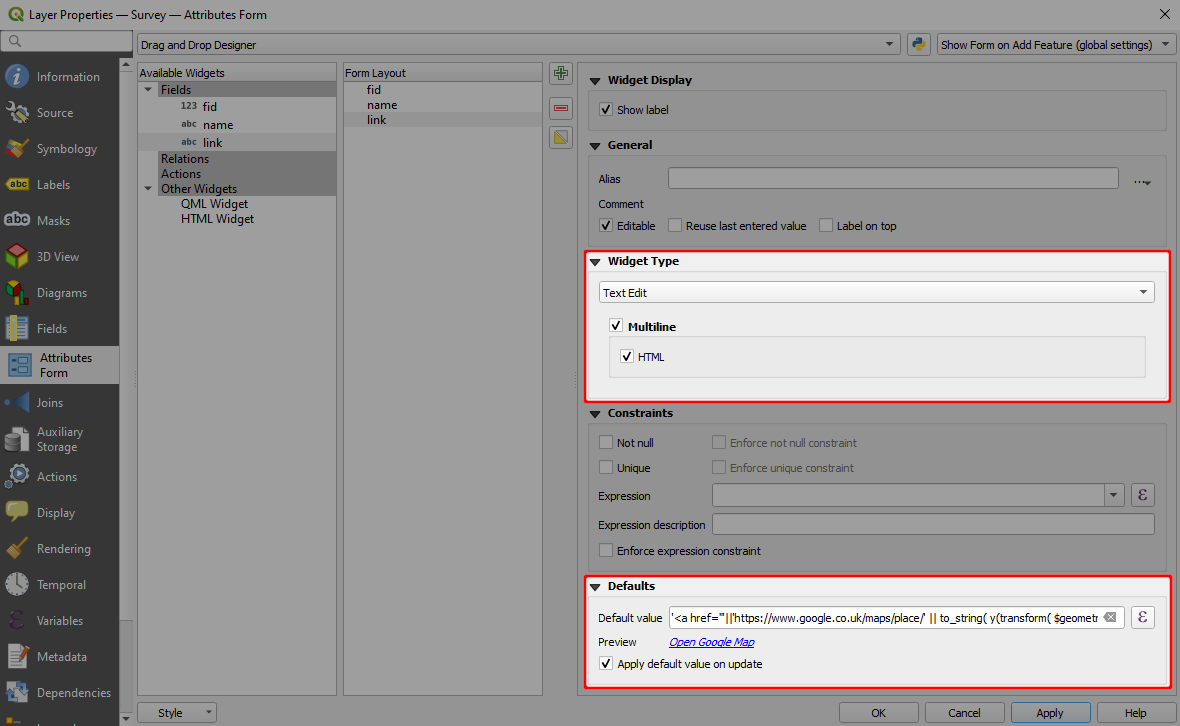 Layer Properties — Survey — Attributes Form
Drag and Drop Designer
Show Form on Add Feature (global settings)
Information
Source
Symbology
abc Labels
abc Masks
3D View
Diagrams
Fields
Attributes
Form
Joins
Auxiliary
Storage
Actions
Display
Rendering
Temporal
Variables
Metadata
Dependencies
Available Widgets
Fields
123 fid
abc name
abc link
Relations
Actions
Other Widgets
QML Widget
HTML Widget
Form Layout
fid
name
link
Widget Display
Show label
General
Alias
Comment
Editable
Reuse last entered value
Label on top
Widget Type
Text Edit
Multiline
HTML
Constraints
Not null
Enforce not null constraint
Unique
Enforce unique constraint
Expression
ε
Expression description
Enforce expression constraint
Defaults
Default value '<a href="'||'https://www.google.co.uk/maps/place/' || to_string( y(transform( $geometr
ε
Preview
Open Google Map
Apply default value on update
Style
OK
Cancel
Apply
Help